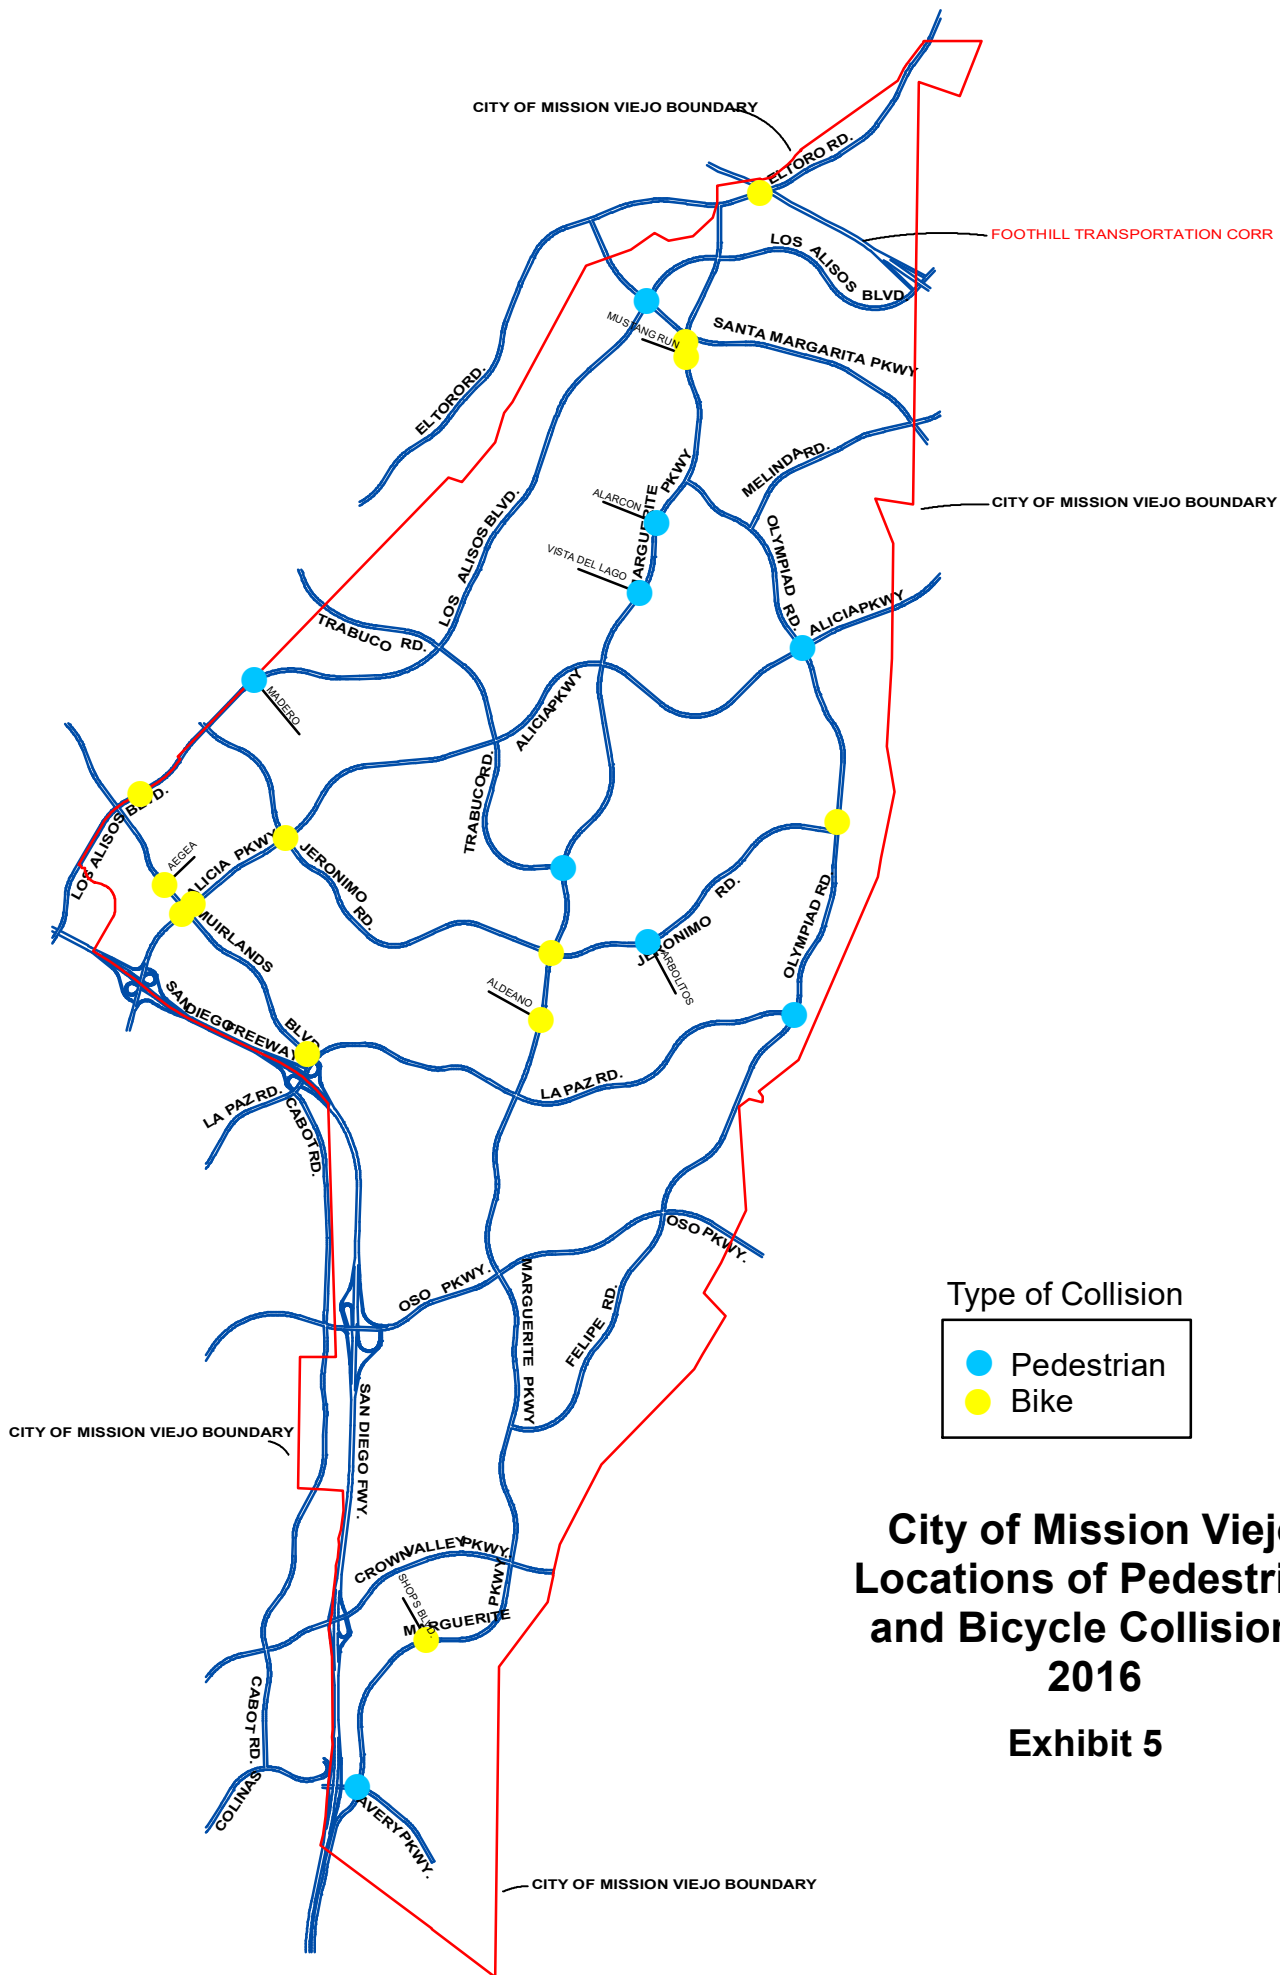 CITY OF MISSION VIEJO BOUNDARY
ELTORO RD.
FOOTHILL TRANSPORTATION CORR
LOS ALISOS BLVD.
MUSTANG RUN
SANTA MARGARITA PKWY
ELTORO RD.
MELINDA RD.
ALARCON
MARGUERITE PKWY
CITY OF MISSION VIEJO BOUNDARY
LOS ALISOS BLVD.
OLYMPIAD RD.
VISTA DEL LAGO
ALICIA PKWY
TRABUCO RD.
MADERO
ALICIA PKWY
TRABUCO RD.
LOS ALISOS BLVD.
AEGEA
ALICIA PKWY
JERONIMO RD.
MUIRLANDS BLVD.
JERONIMO RD.
ARBOLITOS
OLYMPIAD RD.
ALDEANO
SAN DIEGO FREEWAY
LA PAZ RD.
LA PAZ RD.
CABOT RD.
OSO PKWY.
OSO PKWY.
MARGUERITE PKWY
FELIPE RD.
Type of Collision
Pedestrian
Bike
SAN DIEGO FWY.
CITY OF MISSION VIEJO BOUNDARY
City of Mission Viejo
Locations of Pedestri
and Bicycle Collision
2016
Exhibit 5
CROWN VALLEY PKWY.
SHOPS BLVD.
MARGUERITE PKWY
CABOT RD.
COLINAS
AVERY PKWY.
CITY OF MISSION VIEJO BOUNDARY